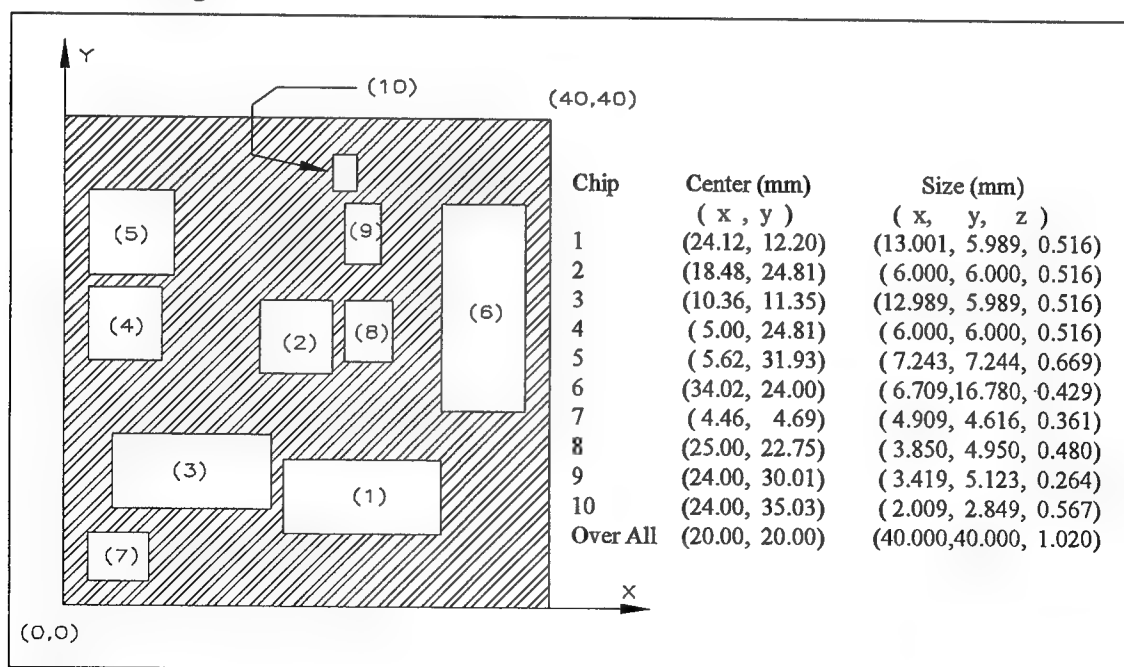 Y
(10)
(40,40)
(5)
(9)
(4)
(2)
(8)
(6)
(3)
(1)
(7)
X
(0,0)
Chip Center (mm) Size (mm)
( x , y ) ( x, y, z )
1 (24.12, 12.20) (13.001, 5.989, 0.516)
2 (18.48, 24.81) ( 6.000, 6.000, 0.516)
3 (10.36, 11.35) (12.989, 5.989, 0.516)
4 ( 5.00, 24.81) ( 6.000, 6.000, 0.516)
5 ( 5.62, 31.93) ( 7.243, 7.244, 0.669)
6 (34.02, 24.00) ( 6.709,16.780, 0.429)
7 ( 4.46, 4.69) ( 4.909, 4.616, 0.361)
8 (25.00, 22.75) ( 3.850, 4.950, 0.480)
9 (24.00, 30.01) ( 3.419, 5.123, 0.264)
10 (24.00, 35.03) ( 2.009, 2.849, 0.567)
Over All (20.00, 20.00) (40.000,40.000, 1.020)